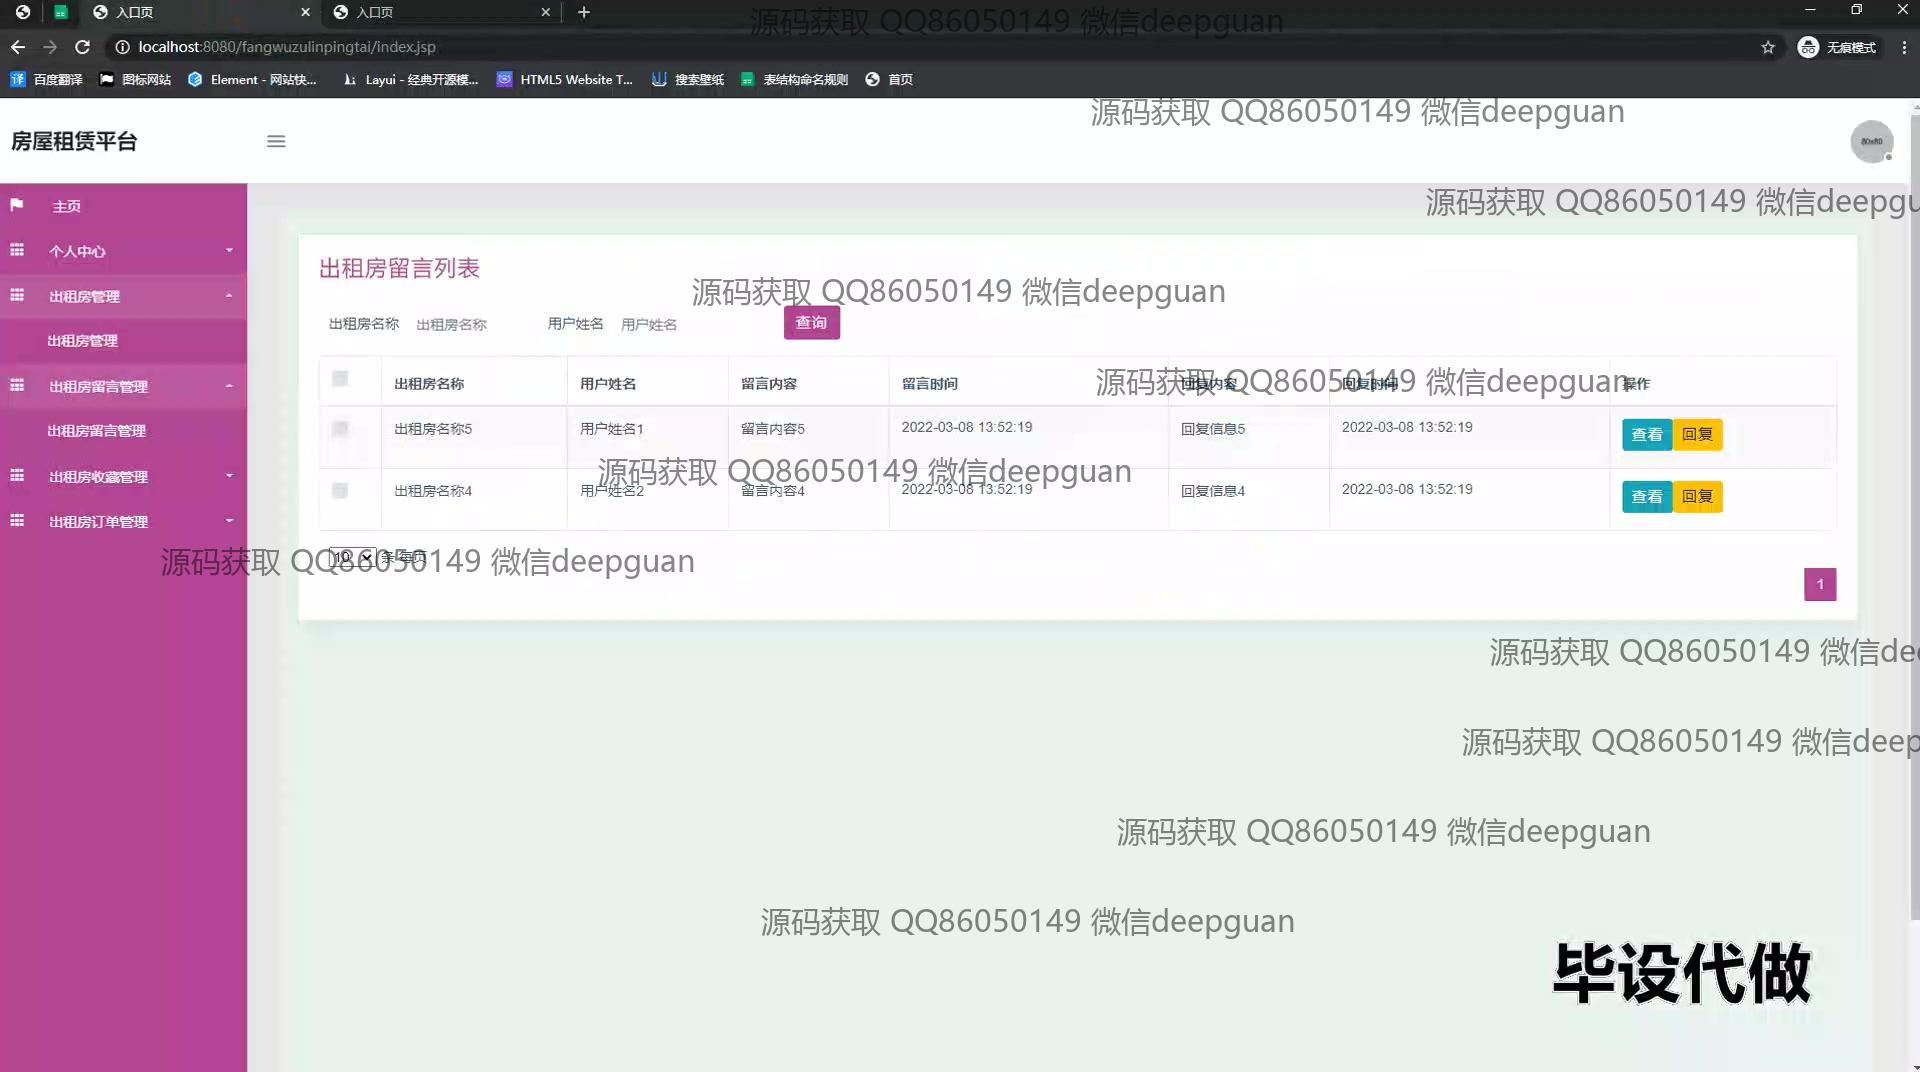 入口页
入口页
源码获取 QQ86050149 微信deepguan
localhost:8080/fangwuzulinpingtai/index.jsp
无痕模式
百度翻译
图标网站
Element - 网站快...
Layui - 经典开源模...
HTML5 Website T...
搜索壁纸
表结构命名规则
首页
源码获取 QQ86050149 微信deepguan
房屋租赁平台
源码获取 QQ86050149 微信deepgu
主页
个人中心
出租房管理
出租房管理
出租房留言管理
出租房留言管理
出租房收藏管理
出租房订单管理
出租房留言列表
源码获取 QQ86050149 微信deepguan
出租房名称 出租房名称 用户姓名 用户姓名 查询
出租房名称 用户姓名 留言内容 留言时间 回复内容 回复时间 操作
源码获取 QQ86050149 微信deepguan
出租房名称5 用户姓名1 留言内容5 2022-03-08 13:52:19 回复信息5 2022-03-08 13:52:19 查看 回复
源码获取 QQ86050149 微信deepguan
出租房名称4 用户姓名2 留言内容4 2022-03-08 13:52:19 回复信息4 2022-03-08 13:52:19 查看 回复
10 条 每页
源码获取 QQ86050149 微信deepguan
1
源码获取 QQ86050149 微信dee
源码获取 QQ86050149 微信deep
源码获取 QQ86050149 微信deepguan
源码获取 QQ86050149 微信deepguan
毕设代做